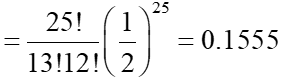 = 25!/(13!12!) (1/2)^25 = 0.1555